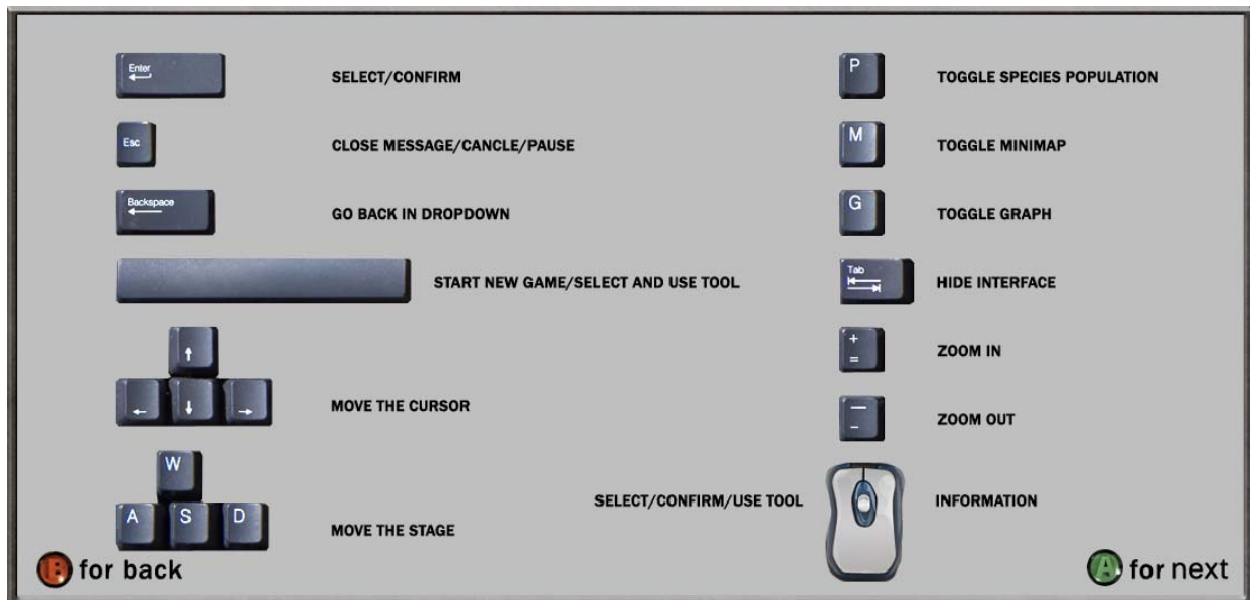 Enter
SELECT/CONFIRM
Esc
CLOSE MESSAGE/CANCLE/PAUSE
Backspace
GO BACK IN DROPDOWN
START NEW GAME/SELECT AND USE TOOL
MOVE THE CURSOR
W
A S D
MOVE THE STAGE
P
TOGGLE SPECIES POPULATION
M
TOGGLE MINIMAP
G
TOGGLE GRAPH
Tab
HIDE INTERFACE
+
=
ZOOM IN
—
-
ZOOM OUT
SELECT/CONFIRM/USE TOOL
INFORMATION
B for back
A for next